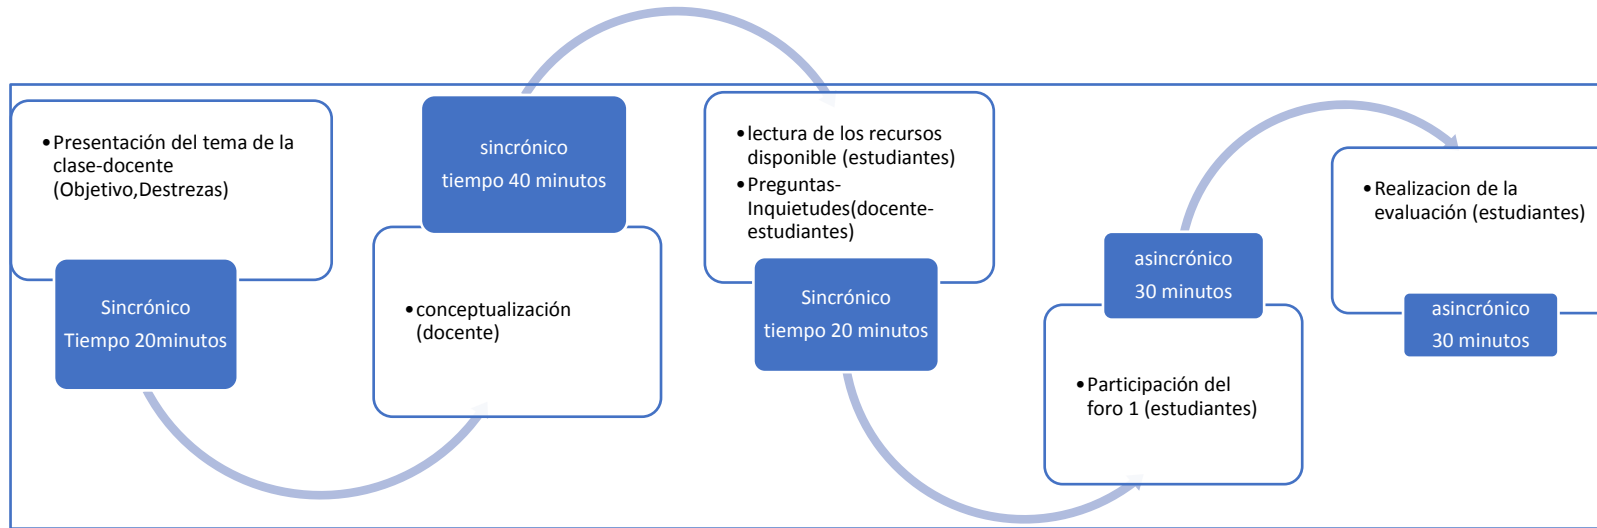 •Presentación del tema de la
clase-docente
(Objetivo,Destrezas)
Sincrónico
Tiempo 20minutos
sincrónico
tiempo 40 minutos
•conceptualización
(docente)
•lectura de los recursos
disponible (estudiantes)
•Preguntas-
Inquietudes(docente-
estudiantes)
Sincrónico
tiempo 20 minutos
asincrónico
30 minutos
•Participación del
foro 1 (estudiantes)
•Realizacion de la
evaluación (estudiantes)
asincrónico
30 minutos